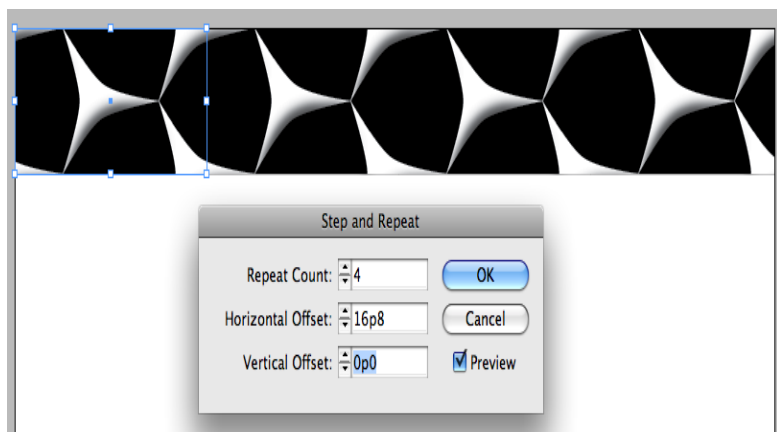 Step and Repeat
Repeat Count: 4 OK
Horizontal Offset: 16p8 Cancel
Vertical Offset: 0p0 Preview